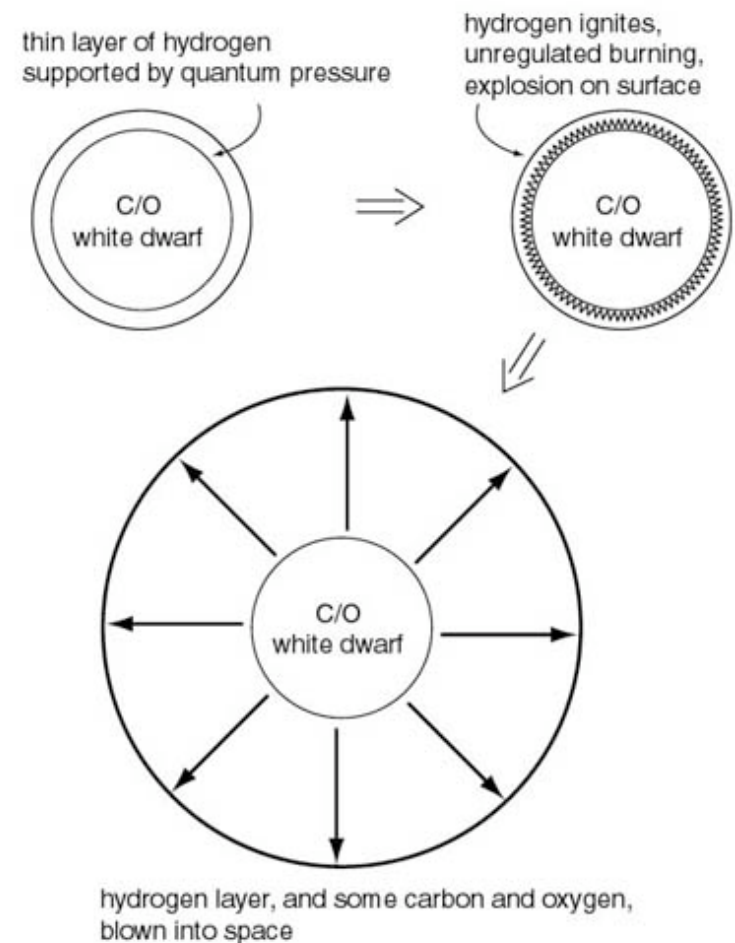 thin layer of hydrogen
supported by quantum pressure
C/O
white dwarf
hydrogen ignites,
unregulated burning,
explosion on surface
C/O
white dwarf
C/O
white dwarf
hydrogen layer, and some carbon and oxygen,
blown into space